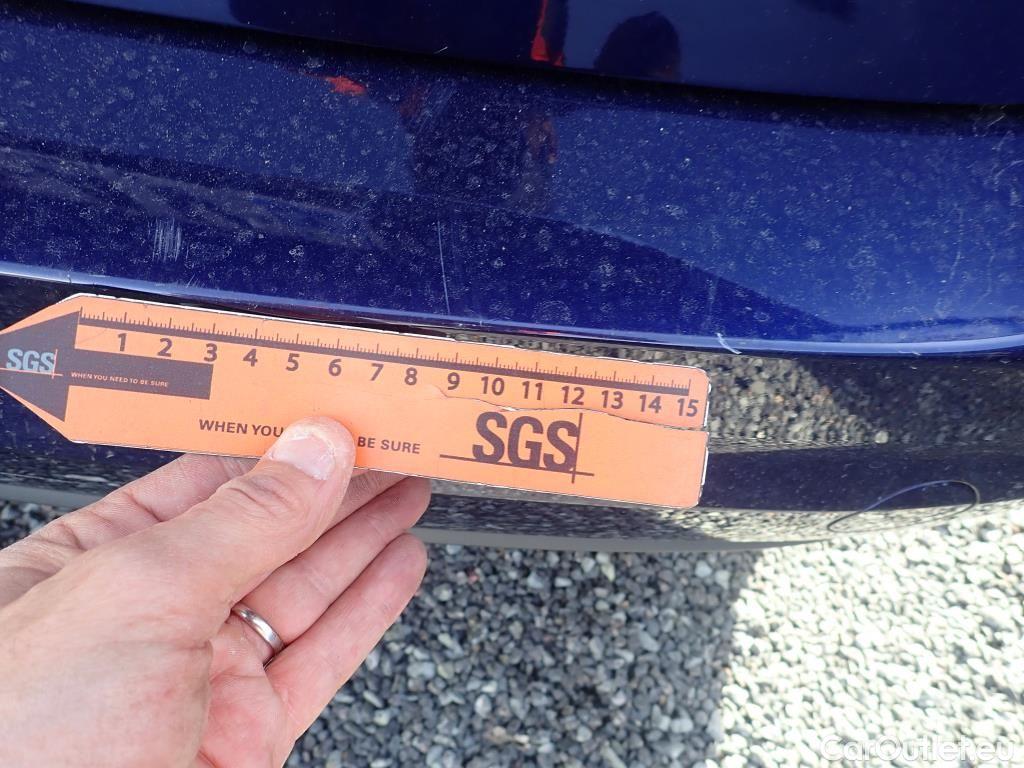 SGS
WHEN YOU NEED TO BE SURE
1 2 3 4 5 6 7 8 9 10 11 12 13 14 15
WHEN YOU BE SURE
SGS
CarOutlet.eu